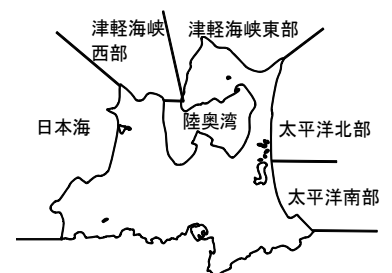 津軽海峡
西部
津軽海峡東部
日本海
陸奥湾
太平洋北部
太平洋南部